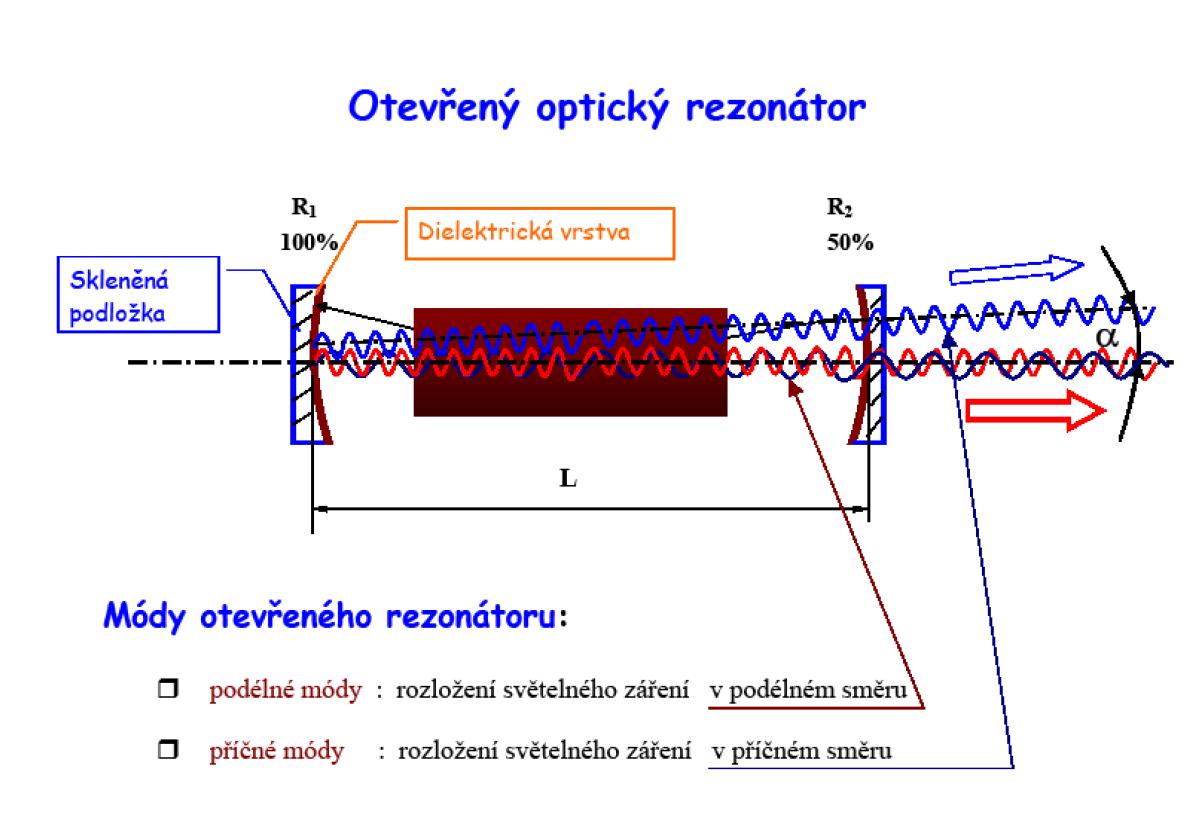 Otevřený optický rezonátor
R₁
100%
R₂
50%
Dielektrická vrstva
Skleněná
podložka
α
L
Módy otevřeného rezonátoru:
❒ podélné módy : rozložení světelného záření v podélném směru
❒ příčné módy : rozložení světelného záření v příčném směru